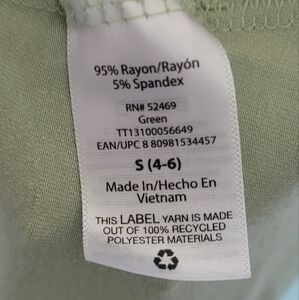 95% Rayon/Rayón
5% Spandex
RN# 52469
Green
TT13100056649
EAN/UPC 8 80981534457
S (4-6)
Made In/Hecho En
Vietnam
THIS LABEL YARN IS MADE
OUT OF 100% RECYCLED
POLYESTER MATERIALS